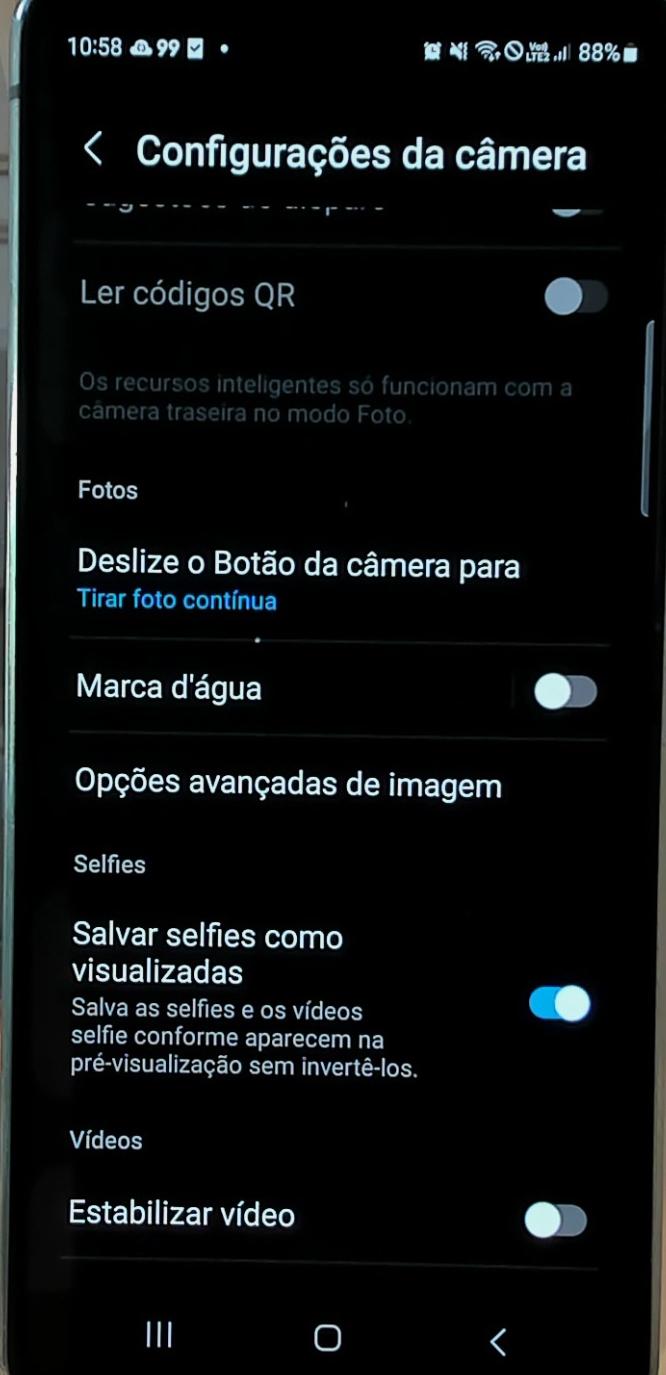 10:58 99 VoI) LTE2 88%
Configurações da câmera
Ler códigos QR
Os recursos inteligentes só funcionam com a
câmera traseira no modo Foto.
Fotos
Deslize o Botão da câmera para
Tirar foto contínua
Marca d'água
Opções avançadas de imagem
Selfies
Salvar selfies como
visualizadas
Salva as selfies e os vídeos
selfie conforme aparecem na
pré-visualização sem invertê-los.
Vídeos
Estabilizar vídeo